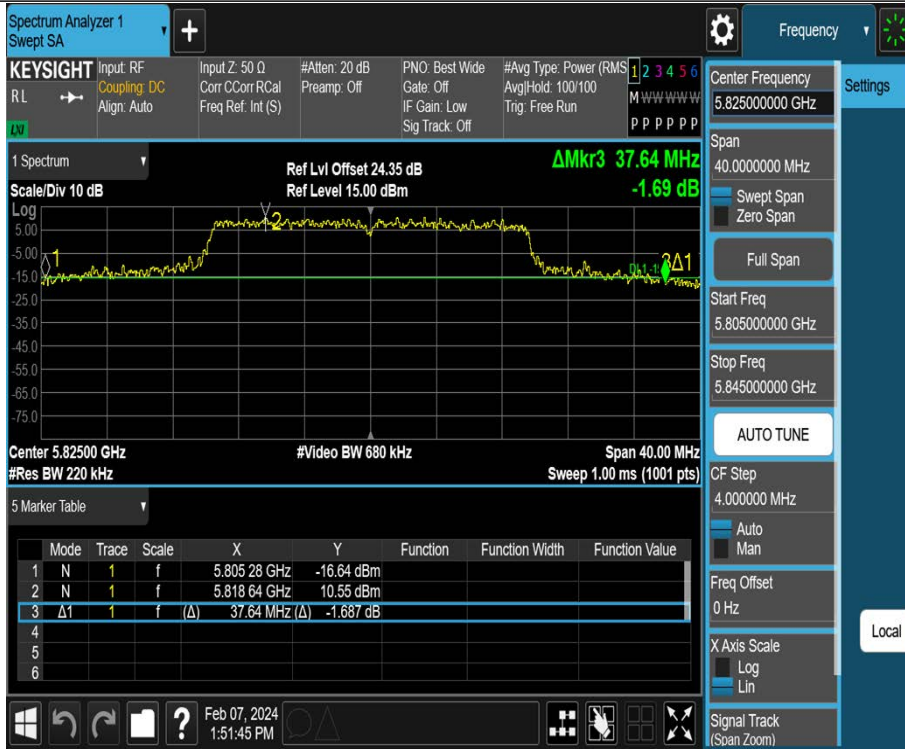 Spectrum Analyzer 1
Swept SA
+
Frequency
KEYSIGHT
RL
LXI
Input: RF
Coupling: DC
Align: Auto
Input Z: 50 Ω
Corr CCorr RCal
Freq Ref: Int (S)
#Atten: 20 dB
Preamp: Off
PNO: Best Wide
Gate: Off
IF Gain: Low
Sig Track: Off
#Avg Type: Power (RMS
Avg|Hold: 100/100
Trig: Free Run
1 2 3 4 5 6
M W W W W W
P P P P P P
1 Spectrum
Scale/Div 10 dB
Ref Lvl Offset 24.35 dB
Ref Level 15.00 dBm
ΔMkr3 37.64 MHz
-1.69 dB
Log
5.00
-5.00
-15.0
-25.0
-35.0
-45.0
-55.0
-65.0
-75.0
1
2
3Δ1
Center 5.82500 GHz
#Video BW 680 kHz
Span 40.00 MHz
#Res BW 220 kHz
Sweep 1.00 ms (1001 pts)
5 Marker Table
Mode Trace Scale X Y Function Function Width Function Value
1 N 1 f 5.805 28 GHz -16.64 dBm
2 N 1 f 5.818 64 GHz 10.55 dBm
3 Δ1 1 f (Δ) 37.64 MHz (Δ) -1.687 dB
4
5
6
Feb 07, 2024
1:51:45 PM
?
Center Frequency
5.825000000 GHz
Settings
Span
40.0000000 MHz
Swept Span
Zero Span
Full Span
Start Freq
5.805000000 GHz
Stop Freq
5.845000000 GHz
AUTO TUNE
CF Step
4.000000 MHz
Auto
Man
Freq Offset
0 Hz
Local
X Axis Scale
Log
Lin
Signal Track
(Span Zoom)